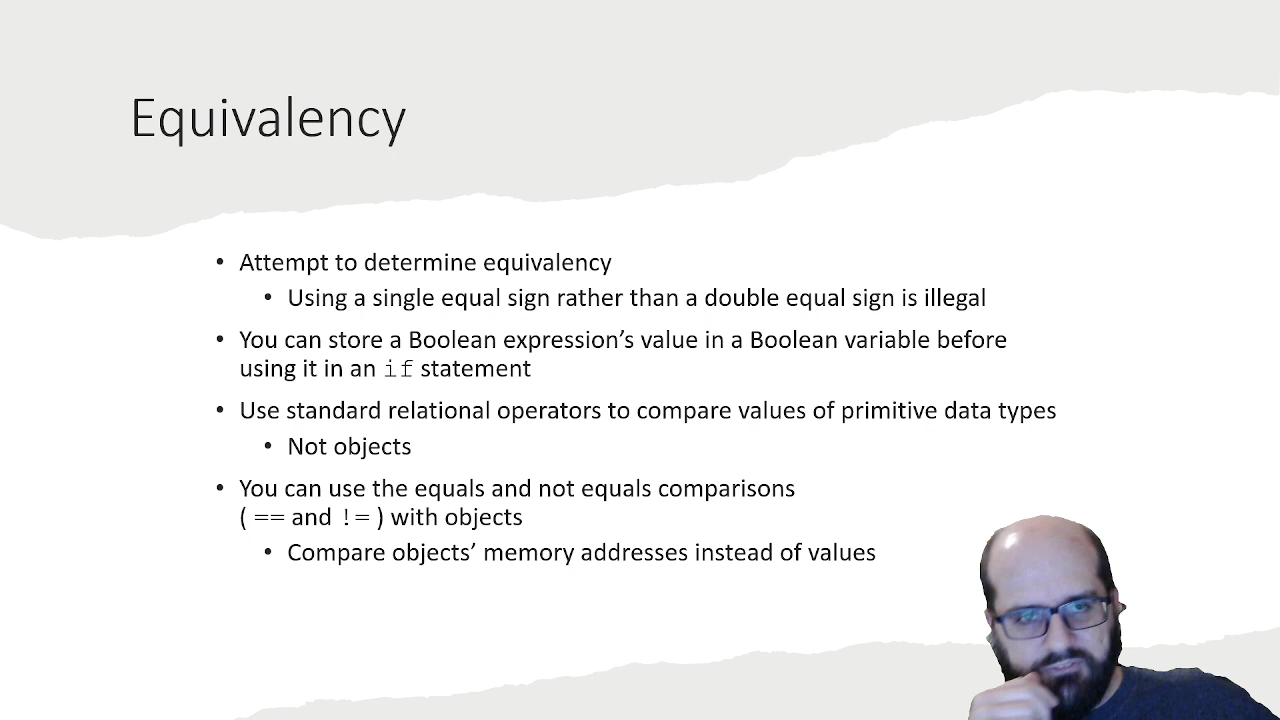 Equivalency
• Attempt to determine equivalency
• Using a single equal sign rather than a double equal sign is illegal
• You can store a Boolean expression’s value in a Boolean variable before
using it in an if statement
• Use standard relational operators to compare values of primitive data types
• Not objects
• You can use the equals and not equals comparisons
( == and != ) with objects
• Compare objects’ memory addresses instead of values